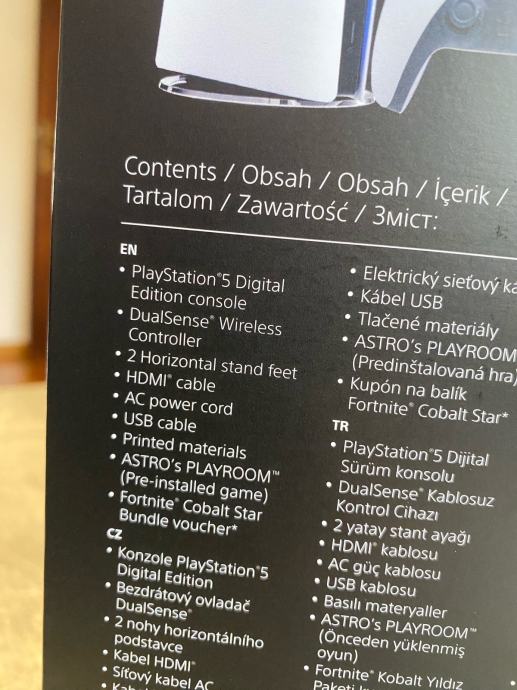 Contents / Obsah / Obsah / İçerik /
Tartalom / Zawartość / Зміст:
EN
• PlayStation®5 Digital
Edition console
• DualSense® Wireless
Controller
• 2 Horizontal stand feet
• HDMI® cable
• AC power cord
• USB cable
• Printed materials
• ASTRO's PLAYROOM™
(Pre-installed game)
• Fortnite® Cobalt Star
Bundle voucher*
CZ
• Konzole PlayStation®5
Digital Edition
• Bezdrátový ovladač
DualSense®
• 2 nohy horizontálního
podstavce
• Kabel HDMI®
• Síťový kabel AC
• Elektrický sieťový
• Kábel USB
• Tlačené materiály
• ASTRO's PLAYROOM
(Predinštalovaná hra)
• Kupón na balík
Fortnite® Cobalt Star*
TR
• PlayStation®5 Dijital
Sürüm konsolu
• DualSense® Kablosuz
Kontrol Cihazı
• 2 yatay stant ayağı
• HDMI® kablosu
• AC güç kablosu
• USB kablosu
• Basılı materyaller
• ASTRO's PLAYROOM™
(Önceden yüklenmiş
oyun)
• Fortnite® Kobalt Yıldız